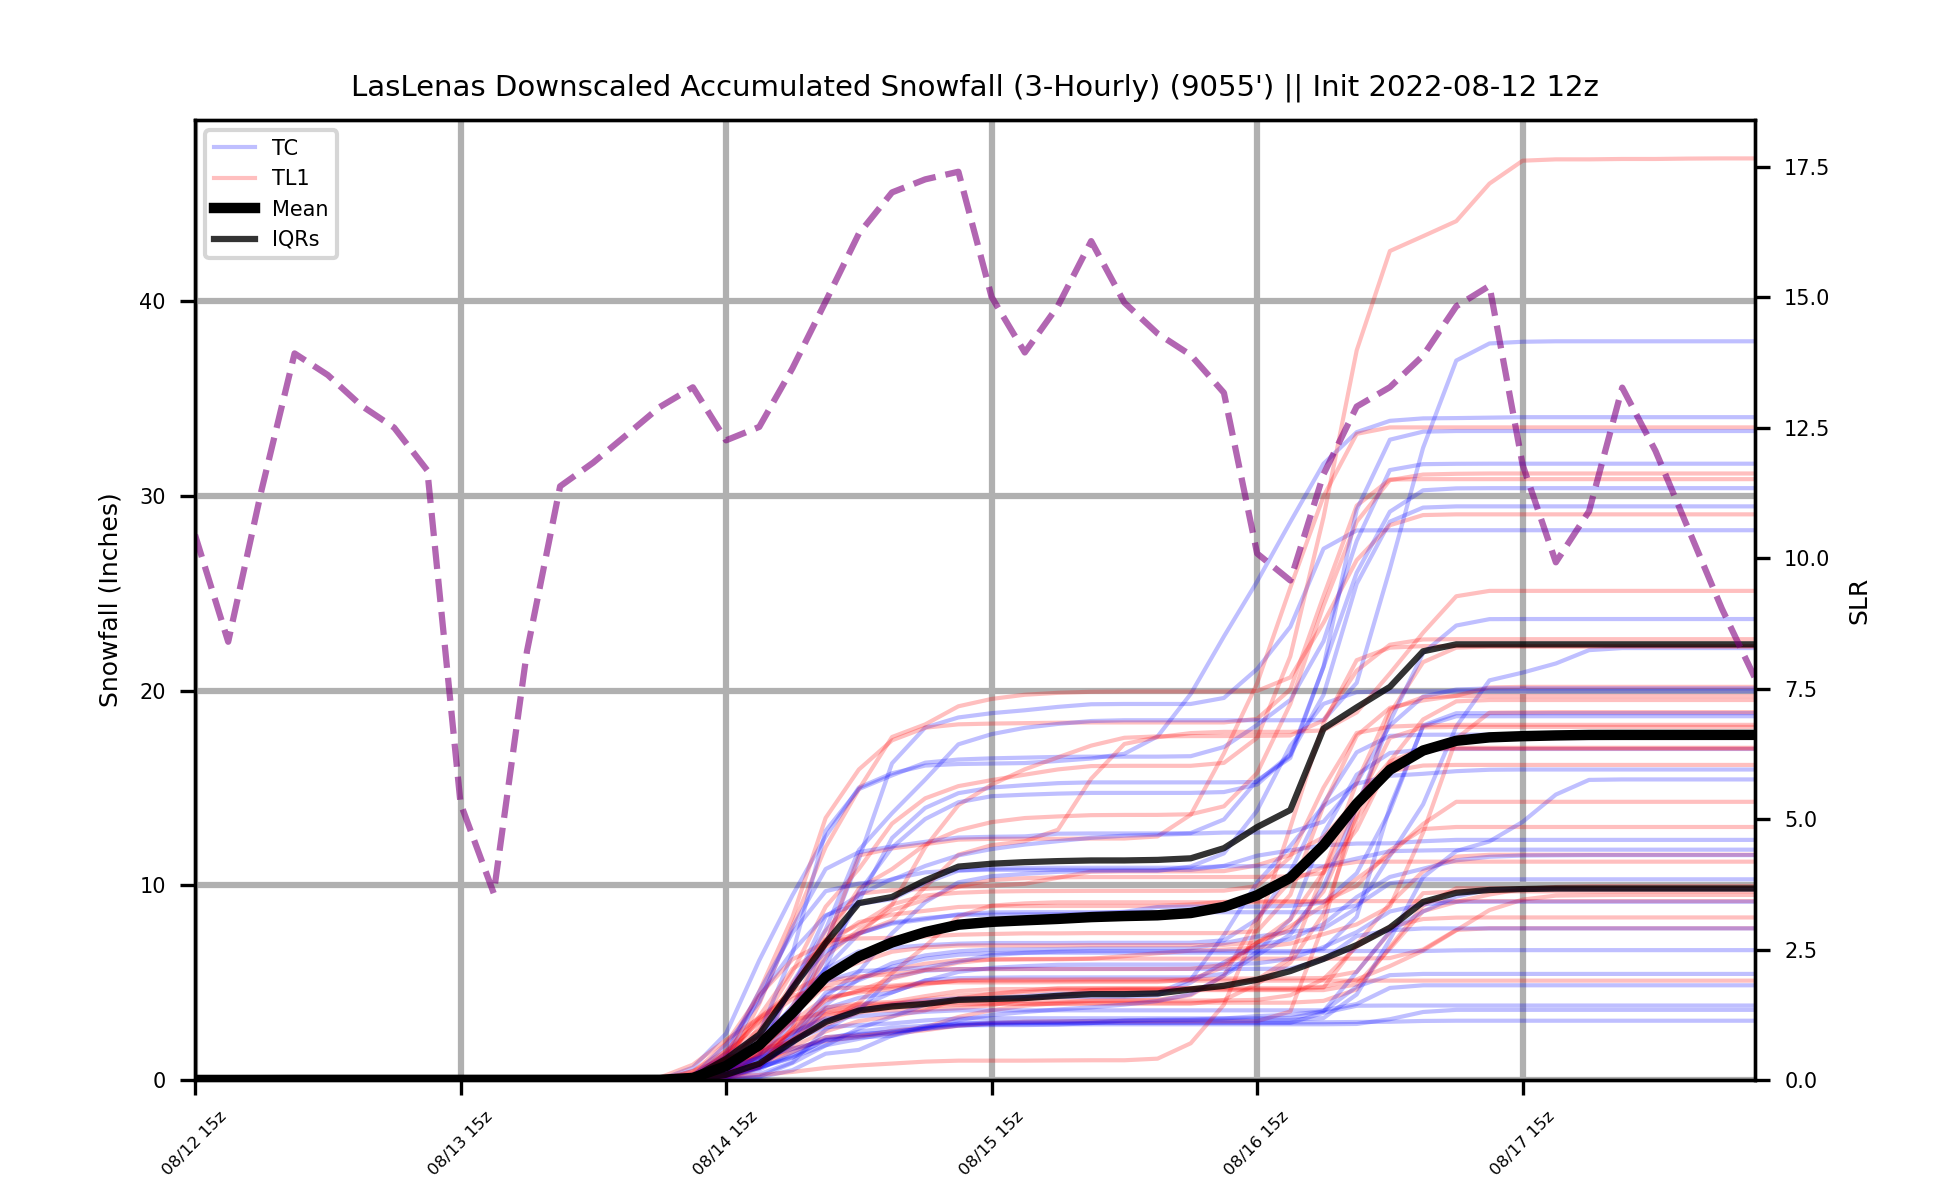 LasLenas Downscaled Accumulated Snowfall (3-Hourly) (9055') || Init 2022-08-12 12z
TC
TL1
Mean
IQRs
Snowfall (Inches)
40
30
20
10
0
17.5
15.0
12.5
10.0
7.5
5.0
2.5
0.0
SLR
08/12 15z
08/13 15z
08/14 15z
08/15 15z
08/16 15z
08/17 15z